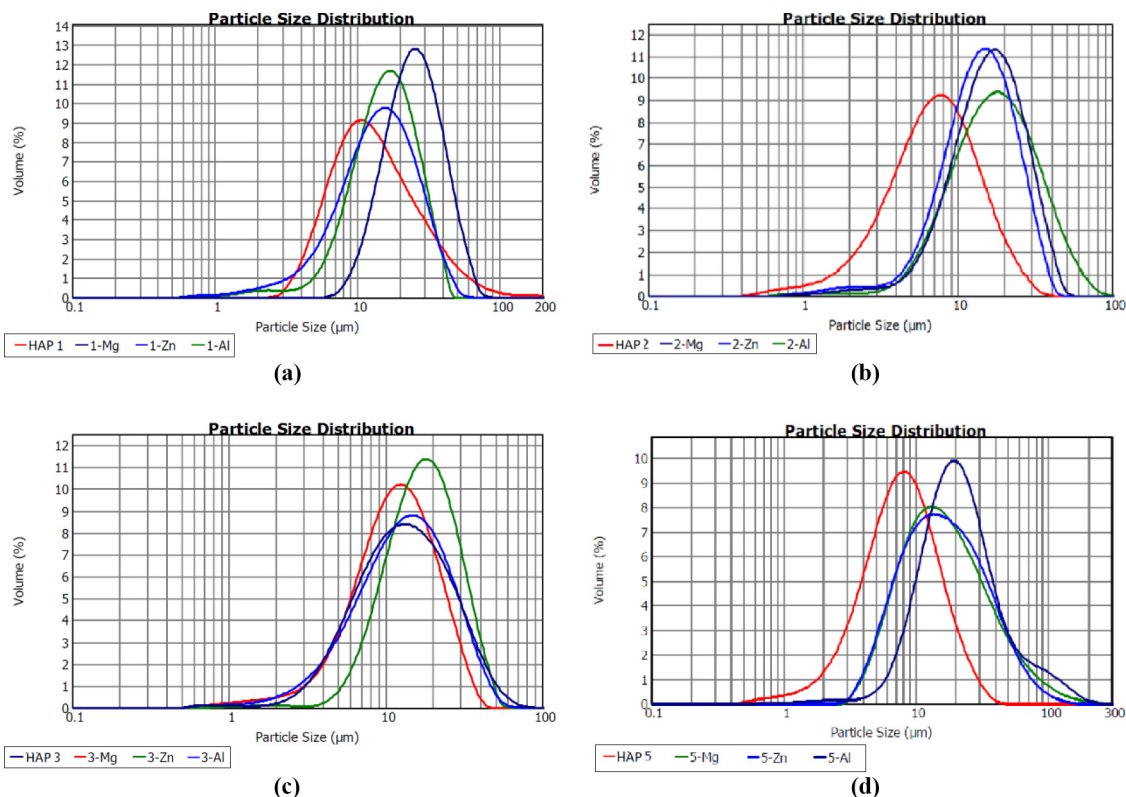 Particle Size Distribution
14
13
12
11
10
9
8
7
6
5
4
3
2
1
0
Volume (%)
0.1 1 10 100 200
Particle Size (µm)
HAP 1 1-Mg 1-Zn 1-Al
(a)
Particle Size Distribution
12
11
10
9
8
7
6
5
4
3
2
1
0
Volume (%)
0.1 1 10 100
Particle Size (µm)
HAP 2 2-Mg 2-Zn 2-Al
(b)
Particle Size Distribution
12
11
10
9
8
7
6
5
4
3
2
1
0
Volume (%)
0.1 1 10 100
Particle Size (µm)
HAP 3 3-Mg 3-Zn 3-Al
(c)
Particle Size Distribution
10
9
8
7
6
5
4
3
2
1
0
Volume (%)
0.1 1 10 100 300
Particle Size (µm)
HAP 5 5-Mg 5-Zn 5-Al
(d)